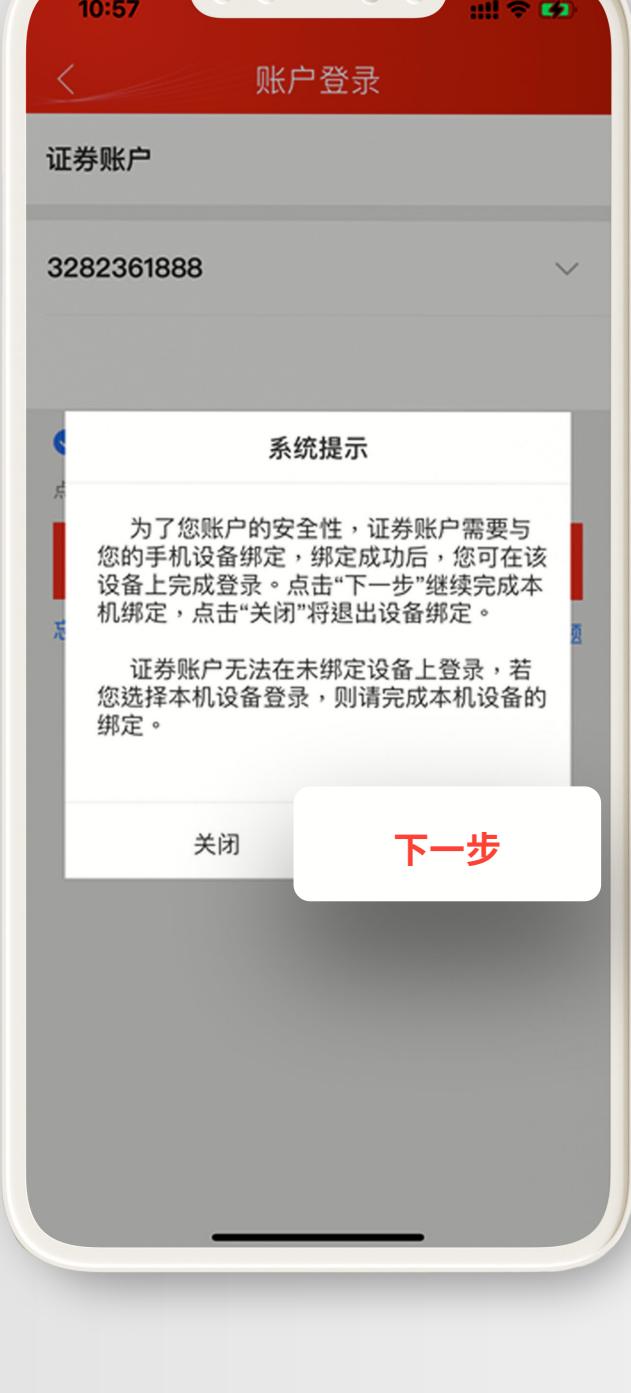 10:57
账户登录
证券账户
3282361888
系统提示
为了您账户的安全性，证券账户需要与
您的手机设备绑定，绑定成功后，您可在该
设备上完成登录。点击“下一步”继续完成本
机绑定，点击“关闭”将退出设备绑定。
证券账户无法在未绑定设备上登录，若
您选择本机设备登录，则请完成本机设备的
绑定。
关闭
下一步